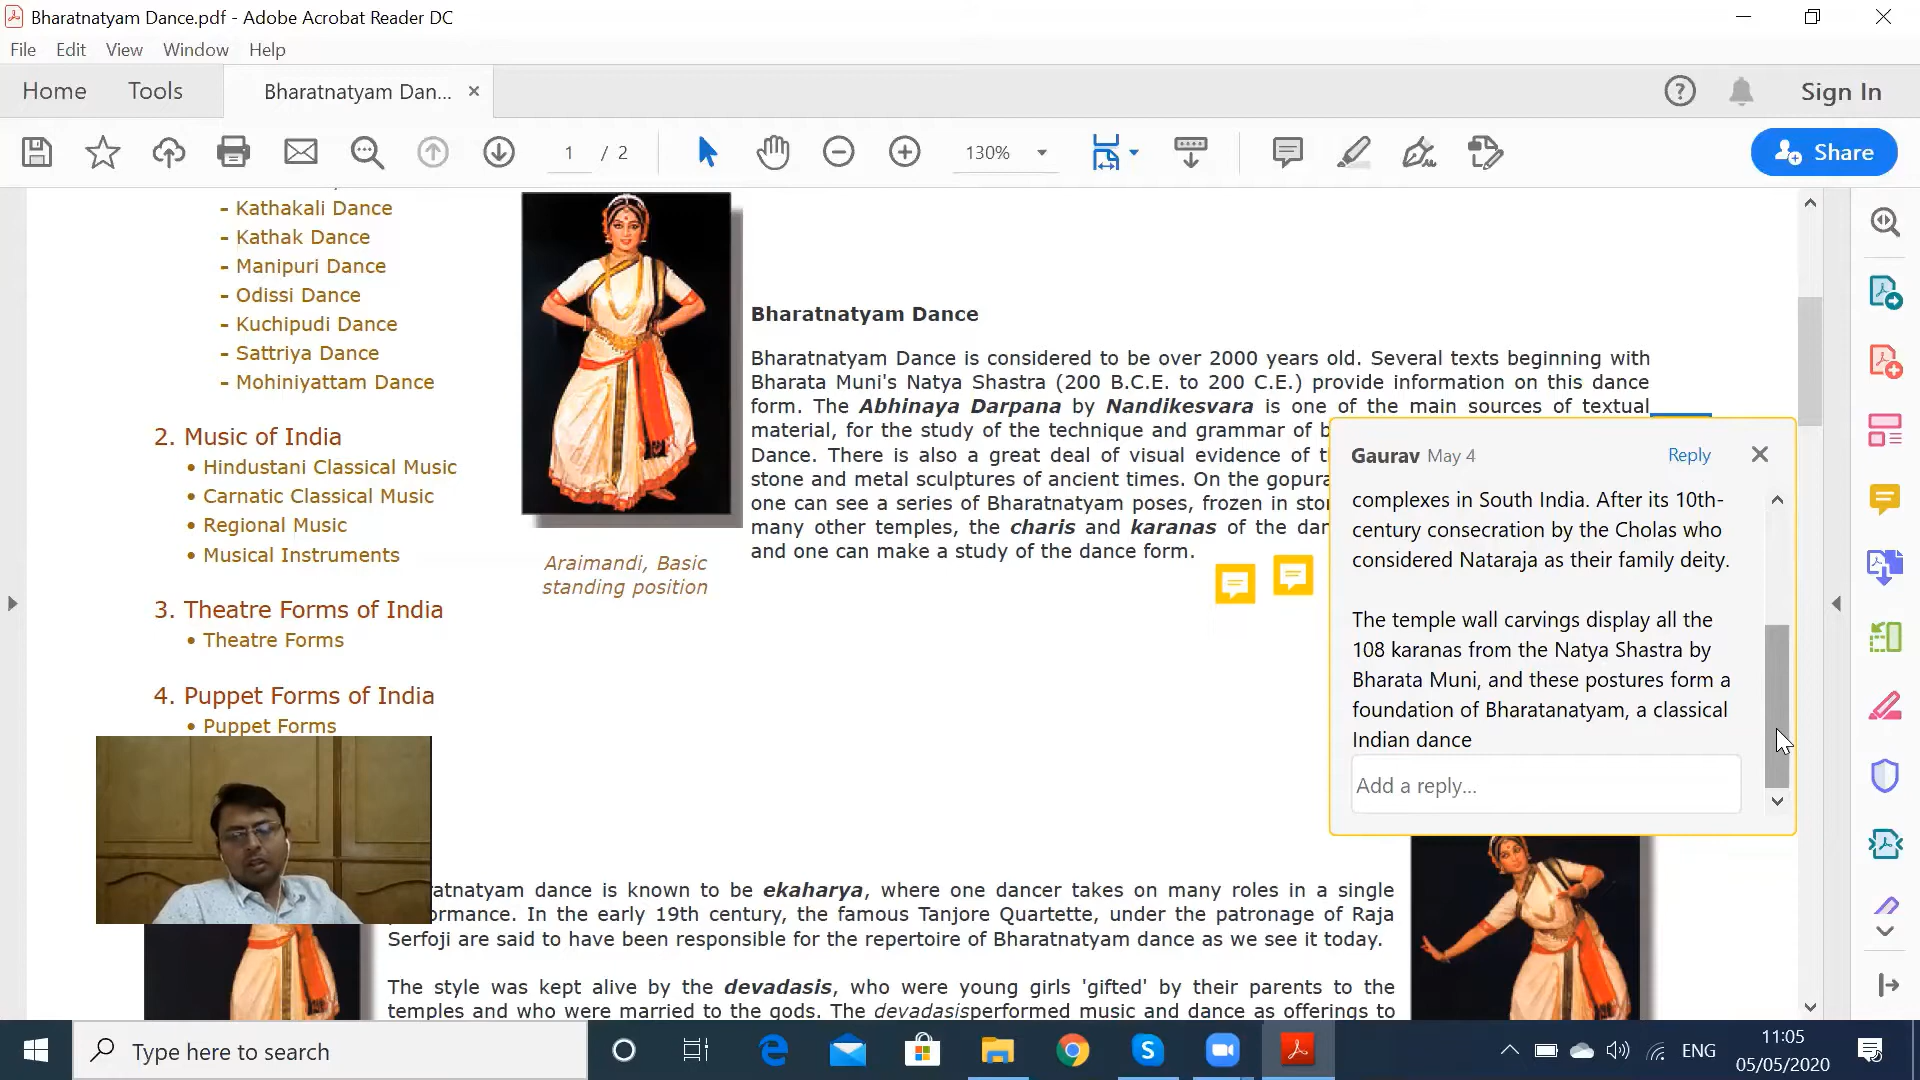 Bharatnatyam Dance.pdf - Adobe Acrobat Reader DC
File Edit View Window Help
Home Tools Bharatnatyam Dan... × Sign In
1 / 2 130% Share
- Kathakali Dance
- Kathak Dance
- Manipuri Dance
- Odissi Dance
- Kuchipudi Dance
- Sattriya Dance
- Mohiniyattam Dance
2. Music of India
• Hindustani Classical Music
• Carnatic Classical Music
• Regional Music
• Musical Instruments
3. Theatre Forms of India
• Theatre Forms
4. Puppet Forms of India
• Puppet Forms
Araimandi, Basic
standing position
Bharatnatyam Dance
Bharatnatyam Dance is considered to be over 2000 years old. Several texts beginning with
Bharata Muni's Natya Shastra (200 B.C.E. to 200 C.E.) provide information on this dance
form. The Abhinaya Darpana by Nandikesvara is one of the main sources of textual
material, for the study of the technique and grammar of b
Dance. There is also a great deal of visual evidence of t
stone and metal sculptures of ancient times. On the gopura
one can see a series of Bharatnatyam poses, frozen in sto
many other temples, the charis and karanas of the dan
and one can make a study of the dance form.
Gaurav May 4 Reply
complexes in South India. After its 10th-
century consecration by the Cholas who
considered Nataraja as their family deity.
The temple wall carvings display all the
108 karanas from the Natya Shastra by
Bharata Muni, and these postures form a
foundation of Bharatanatyam, a classical
Indian dance
Add a reply...
ratnatyam dance is known to be ekaharya, where one dancer takes on many roles in a single
ormance. In the early 19th century, the famous Tanjore Quartette, under the patronage of Raja
Serfoji are said to have been responsible for the repertoire of Bharatnatyam dance as we see it today.
The style was kept alive by the devadasis, who were young girls 'gifted' by their parents to the
temples and who were married to the gods. The devadasisperformed music and dance as offerings to
Type here to search
ENG
11:05
05/05/2020